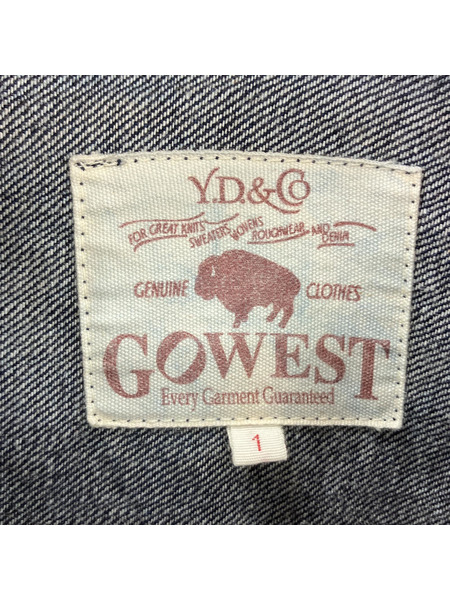 Y.D.&Co
FOR GREAT KNITS SWEATERS WOVENS ROUGHWEAR AND DENIM
GENUINE CLOTHES
GOWEST
Every Garment Guaranteed
1